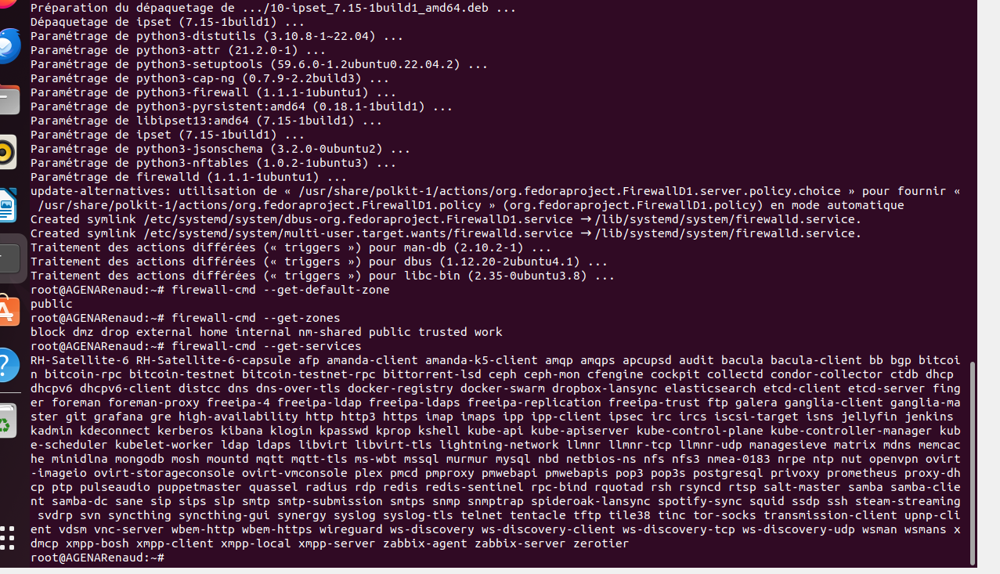 Préparation du dépaquetage de .../10-ipset_7.15-1build1_amd64.deb ...
Dépaquetage de ipset (7.15-1build1) ...
Paramétrage de python3-distutils (3.10.8-1~22.04) ...
Paramétrage de python3-attr (21.2.0-1) ...
Paramétrage de python3-setuptools (59.6.0-1.2ubuntu0.22.04.2) ...
Paramétrage de python3-cap-ng (0.7.9-2.2build3) ...
Paramétrage de python3-firewall (1.1.1-1ubuntu1) ...
Paramétrage de python3-pyrsistent:amd64 (0.18.1-1build1) ...
Paramétrage de libipset13:amd64 (7.15-1build1) ...
Paramétrage de ipset (7.15-1build1) ...
Paramétrage de python3-jsonschema (3.2.0-0ubuntu2) ...
Paramétrage de python3-nftables (1.0.2-1ubuntu3) ...
Paramétrage de firewalld (1.1.1-1ubuntu1) ...
update-alternatives: utilisation de « /usr/share/polkit-1/actions/org.fedoraproject.FirewallD1.server.policy.choice » pour fournir «
 /usr/share/polkit-1/actions/org.fedoraproject.FirewallD1.policy » (org.fedoraproject.FirewallD1.policy) en mode automatique
Created symlink /etc/systemd/system/dbus-org.fedoraproject.FirewallD1.service → /lib/systemd/system/firewalld.service.
Created symlink /etc/systemd/system/multi-user.target.wants/firewalld.service → /lib/systemd/system/firewalld.service.
Traitement des actions différées (« triggers ») pour man-db (2.10.2-1) ...
Traitement des actions différées (« triggers ») pour dbus (1.12.20-2ubuntu4.1) ...
Traitement des actions différées (« triggers ») pour libc-bin (2.35-0ubuntu3.8) ...
root@AGENARenaud:~# firewall-cmd --get-default-zone
public
root@AGENARenaud:~# firewall-cmd --get-zones
block dmz drop external home internal nm-shared public trusted work
root@AGENARenaud:~# firewall-cmd --get-services
RH-Satellite-6 RH-Satellite-6-capsule afp amanda-client amanda-k5-client amqp amqps apcupsd audit bacula bacula-client bb bgp bitcoi
n bitcoin-rpc bitcoin-testnet bitcoin-testnet-rpc bittorrent-lsd ceph ceph-mon cfengine cockpit collectd condor-collector ctdb dhcp
dhcpv6 dhcpv6-client distcc dns dns-over-tls docker-registry docker-swarm dropbox-lansync elasticsearch etcd-client etcd-server fing
er foreman foreman-proxy freeipa-4 freeipa-ldap freeipa-ldaps freeipa-replication freeipa-trust ftp galera ganglia-client ganglia-ma
ster git grafana gre high-availability http http3 https imap imaps ipp ipp-client ipsec irc ircs iscsi-target isns jellyfin jenkins
kadmin kdeconnect kerberos kibana klogin kpasswd kprop kshell kube-api kube-apiserver kube-control-plane kube-controller-manager kub
e-scheduler kubelet-worker ldap ldaps libvirt libvirt-tls lightning-network llmnr llmnr-tcp llmnr-udp managesieve matrix mdns memcac
he minidlna mongodb mosh mountd mqtt mqtt-tls ms-wbt mssql murmur mysql nbd netbios-ns nfs nfs3 nmea-0183 nrpe ntp nut openvpn ovirt
-imageio ovirt-storageconsole ovirt-vmconsole plex pmcd pmproxy pmwebapi pmwebapis pop3 pop3s postgresql privoxy prometheus proxy-dh
cp ptp pulseaudio puppetmaster quassel radius rdp redis redis-sentinel rpc-bind rquotad rsh rsyncd rtsp salt-master samba samba-clie
nt samba-dc sane sip sips slp smtp smtp-submission smtps snmp snmptrap spideroak-lansync spotify-sync squid ssdp ssh steam-streaming
 svdrp svn syncthing syncthing-gui synergy syslog syslog-tls telnet tentacle tftp tile38 tinc tor-socks transmission-client upnp-cli
ent vdsm vnc-server wbem-http wbem-https wireguard ws-discovery ws-discovery-client ws-discovery-tcp ws-discovery-udp wsman wsmans x
dmcp xmpp-bosh xmpp-client xmpp-local xmpp-server zabbix-agent zabbix-server zerotier
root@AGENARenaud:~#